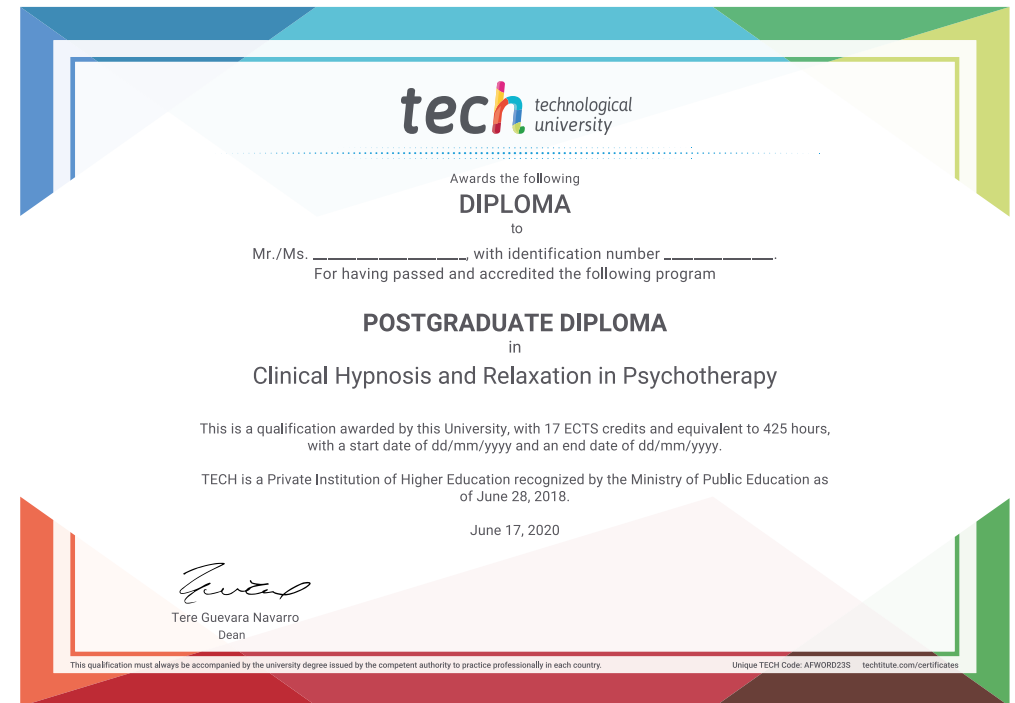 tech technological
university
Awards the following
DIPLOMA
to
Mr./Ms. _________________, with identification number ____________.
For having passed and accredited the following program
POSTGRADUATE DIPLOMA
in
Clinical Hypnosis and Relaxation in Psychotherapy
This is a qualification awarded by this University, with 17 ECTS credits and equivalent to 425 hours,
with a start date of dd/mm/yyyy and an end date of dd/mm/yyyy.
TECH is a Private Institution of Higher Education recognized by the Ministry of Public Education as
of June 28, 2018.
June 17, 2020
Tere Guevara Navarro
Dean
This qualification must always be accompanied by the university degree issued by the competent authority to practice professionally in each country.
Unique TECH Code: AFWORD23S techtitute.com/certificates